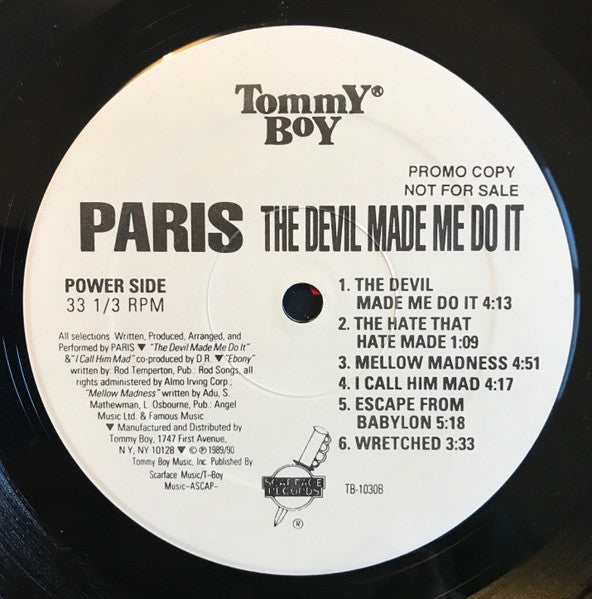 Tommy®
Boy
PROMO COPY
NOT FOR SALE
PARIS THE DEVIL MADE ME DO IT
POWER SIDE
33 1/3 RPM
1. THE DEVIL
MADE ME DO IT 4:13
2. THE HATE THAT
HATE MADE 1:09
3. MELLOW MADNESS 4:51
4. I CALL HIM MAD 4:17
5. ESCAPE FROM
BABYLON 5:18
6. WRETCHED 3:33
All selections Written, Produced, Arranged, and
Performed by PARIS ▼ "The Devil Made Me Do It"
& "I Call Him Mad" co-produced by D.R. ▼ "Ebony"
written by: Rod Temperton, Pub.: Rod Songs, all
rights administered by Almo Irving Corp.,
"Mellow Madness" written by Adu, S.
Mathewman, L. Osbourne, Pub.: Angel
Music Ltd. & Famous Music
▼ Manufactured and Distributed by
Tommy Boy, 1747 First Avenue,
N.Y., NY 10128 ▼ © ℗ 1989/90
Tommy Boy Music, Inc. Published By
Scarface Music/T-Boy
Music-ASCAP-
SCARFACE
RECORDS
®
TB-1030B